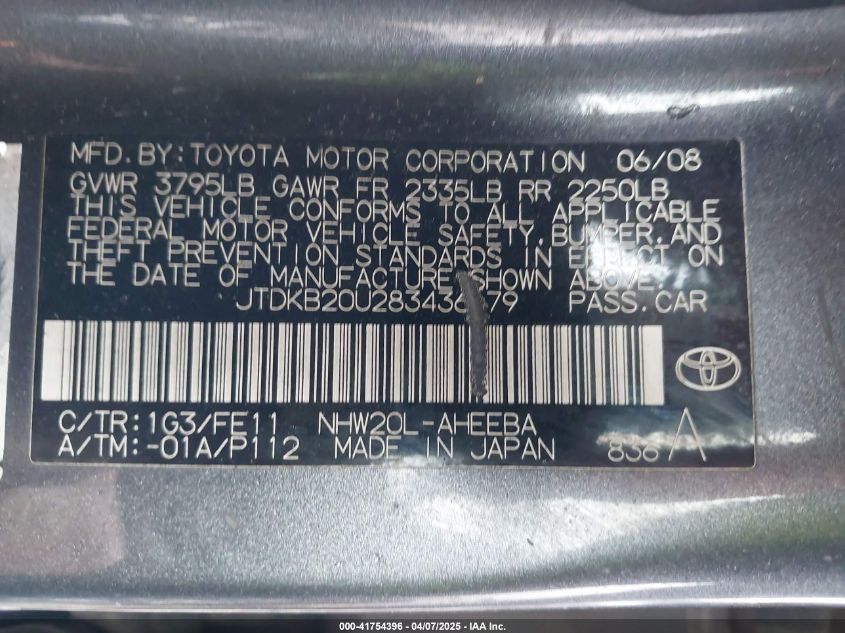 MFD.BY:TOYOTA MOTOR CORPORATION 06/08
GVWR 3795LB GAWR FR 2335LB RR 2250LB
THIS VEHICLE CONFORMS TO ALL APPLICABLE
FEDERAL MOTOR VEHICLE SAFETY,BUMPER,AND
THEFT PREVENTION STANDARDS IN EFFECT ON
THE DATE OF MANUFACTURE SHOWN ABOVE.
PASS.CAR
C/TR:1G3/FE11 NHW20L-AHEEBA
A/TM:-01A/P112 MADE IN JAPAN A
000-41754396 - 04/07/2025 - IAA Inc.